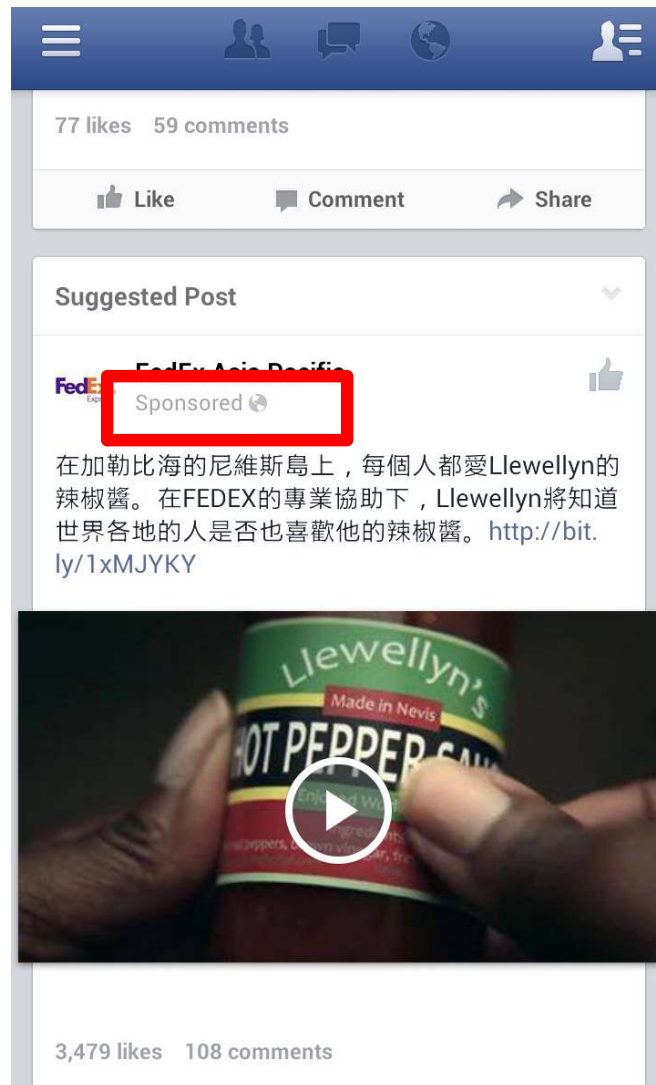 77 likes 59 comments
Like Comment Share
Suggested Post
FedEx Asia Pacific
FedEx
Sponsored
在加勒比海的尼維斯島上，每個人都愛Llewellyn的
辣椒醬。在FEDEX的專業協助下，Llewellyn將知道
世界各地的人是否也喜歡他的辣椒醬。http://bit.
ly/1xMJYKY
Llewellyn's
Made in Nevis
HOT PEPPER
3,479 likes 108 comments